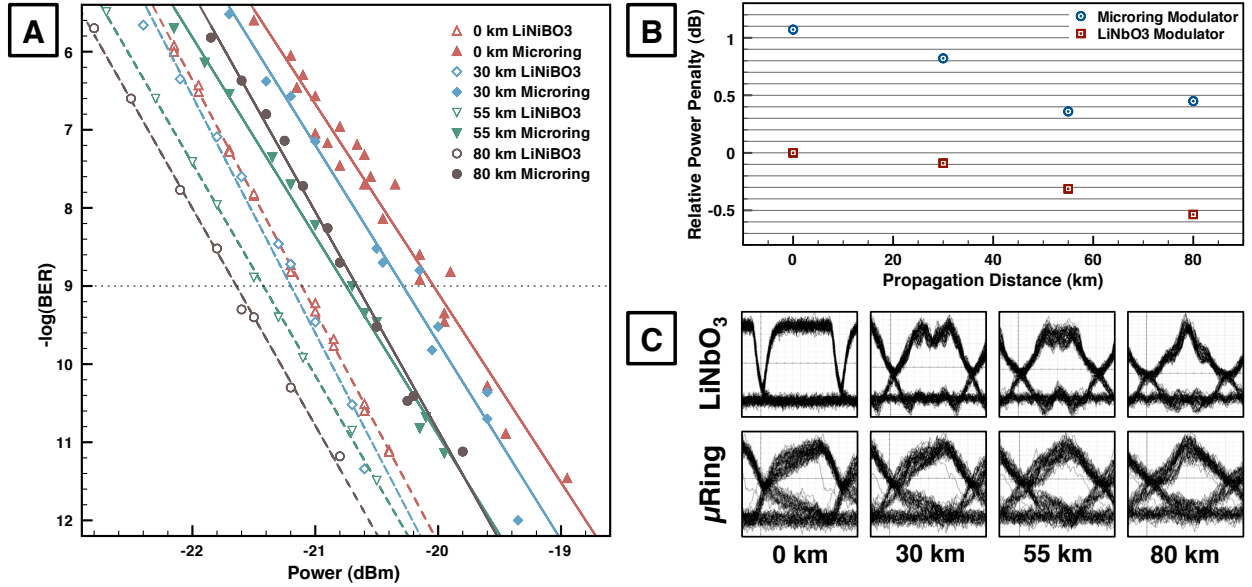 A
0 km LiNiBO3
0 km Microring
30 km LiNiBO3
30 km Microring
55 km LiNiBO3
55 km Microring
80 km LiNiBO3
80 km Microring
6
7
8
9
10
11
12
-log(BER)
-22
-21
-20
-19
Power (dBm)
B
Microring Modulator
LiNbO3 Modulator
1
0.5
0
-0.5
Relative Power Penalty (dB)
0
20
40
60
80
Propagation Distance (km)
C
LiNbO3
μRing
0 km
30 km
55 km
80 km